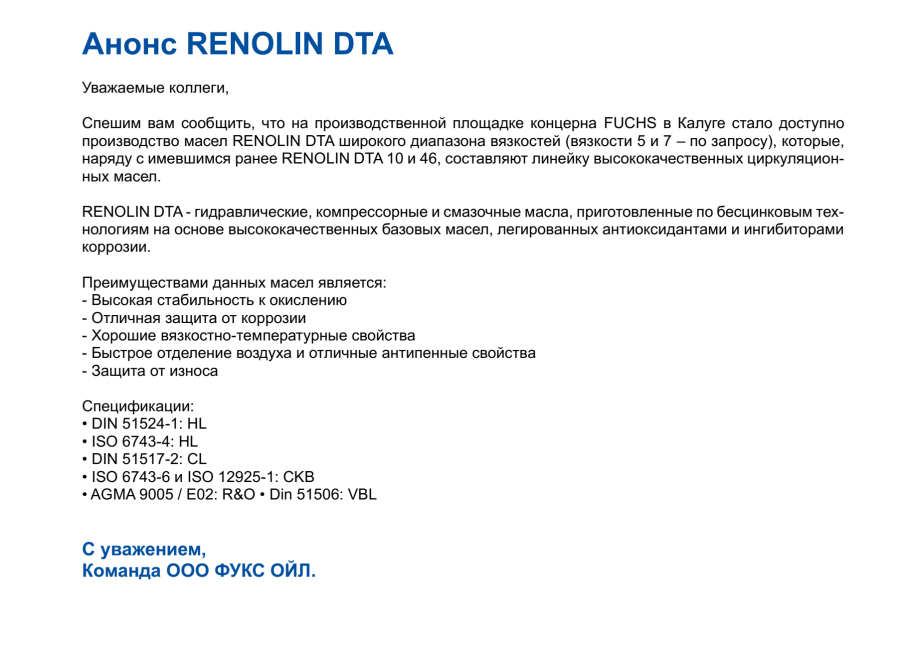 Анонс RENOLIN DTA
Уважаемые коллеги,
Спешим вам сообщить, что на производственной площадке концерна FUCHS в Калуге стало доступно
производство масел RENOLIN DTA широкого диапазона вязкостей (вязкости 5 и 7 – по запросу), которые,
наряду с имевшимся ранее RENOLIN DTA 10 и 46, составляют линейку высококачественных циркуляцион-
ных масел.
RENOLIN DTA - гидравлические, компрессорные и смазочные масла, приготовленные по бесцинковым тех-
нологиям на основе высококачественных базовых масел, легированных антиоксидантами и ингибиторами
коррозии.
Преимуществами данных масел является:
- Высокая стабильность к окислению
- Отличная защита от коррозии
- Хорошие вязкостно-температурные свойства
- Быстрое отделение воздуха и отличные антипенные свойства
- Защита от износа
Спецификации:
• DIN 51524-1: HL
• ISO 6743-4: HL
• DIN 51517-2: CL
• ISO 6743-6 и ISO 12925-1: CKB
• AGMA 9005 / E02: R&O • Din 51506: VBL
С уважением,
Команда ООО ФУКС ОЙЛ.